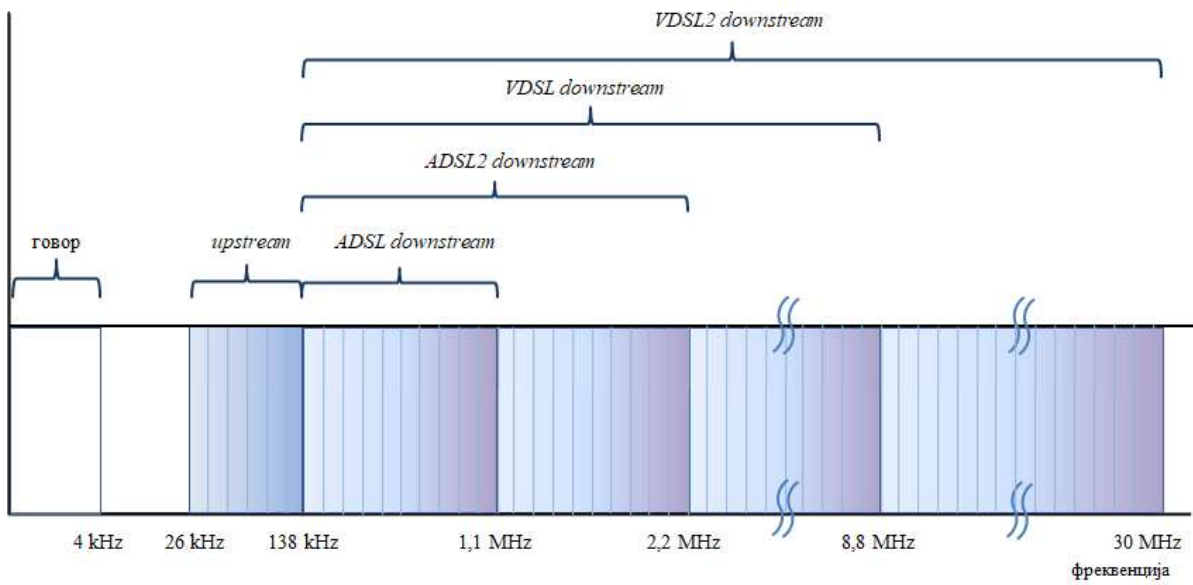 VDSL2 downstream
VDSL downstream
ADSL2 downstream
говор
upstream
ADSL downstream
4 kHz
26 kHz
138 kHz
1,1 MHz
2,2 MHz
8,8 MHz
30 MHz
фреквенција